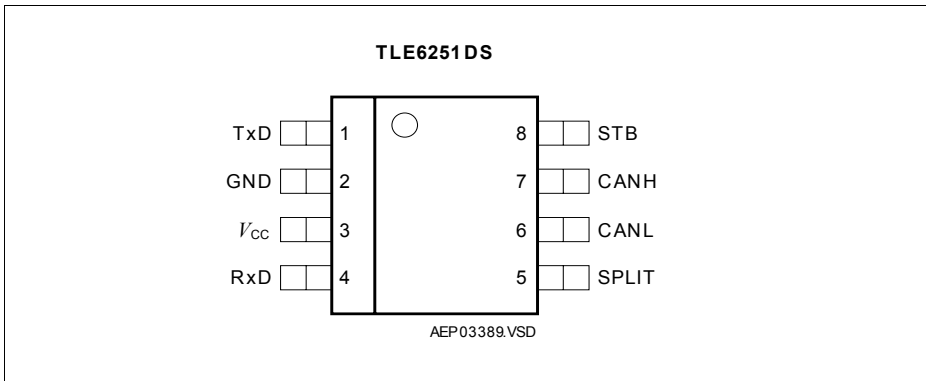 TLE6251DS
TxD 1 8 STB
GND 2 7 CANH
VCC 3 6 CANL
RxD 4 5 SPLIT
AEP03389.VSD